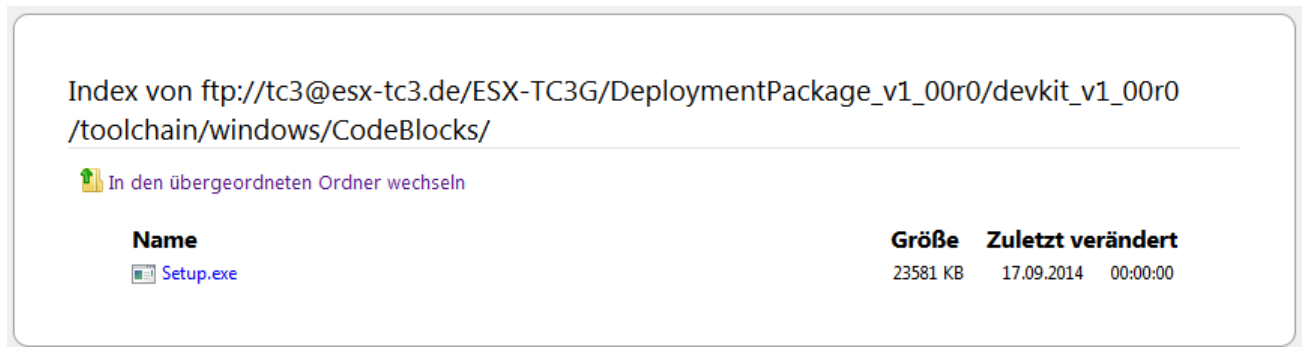 Index von ftp://tc3@esx-tc3.de/ESX-TC3G/DeploymentPackage_v1_00r0/devkit_v1_00r0
/toolchain/windows/CodeBlocks/
In den übergeordneten Ordner wechseln
Name Größe Zuletzt verändert
Setup.exe 23581 KB 17.09.2014 00:00:00